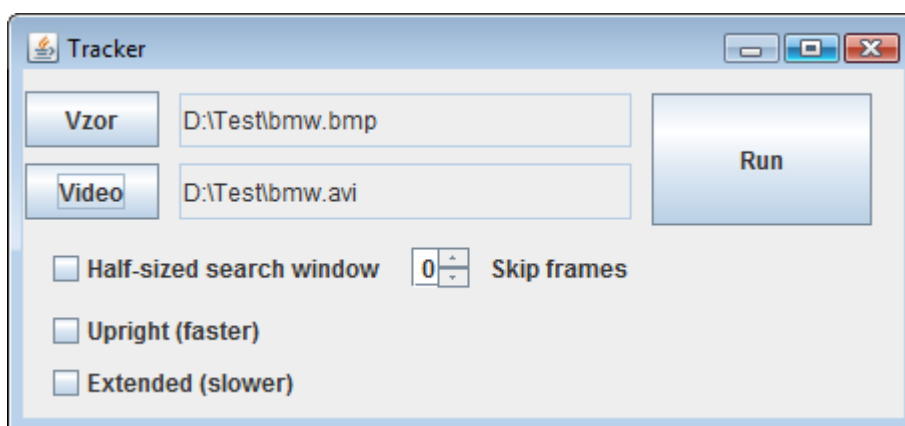 Tracker
Vzor D:\Test\bmw.bmp
Run
Video D:\Test\bmw.avi
Half-sized search window 0 Skip frames
Upright (faster)
Extended (slower)